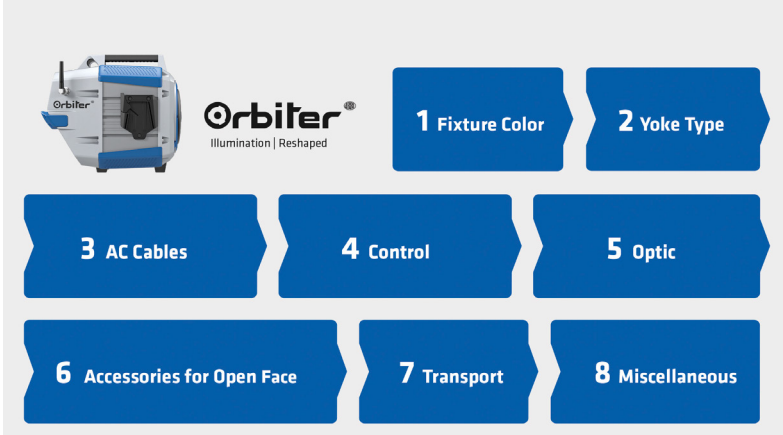 Orbiter
Orbiter
Illumination | Reshaped
1 Fixture Color
2 Yoke Type
3 AC Cables
4 Control
5 Optic
6 Accessories for Open Face
7 Transport
8 Miscellaneous